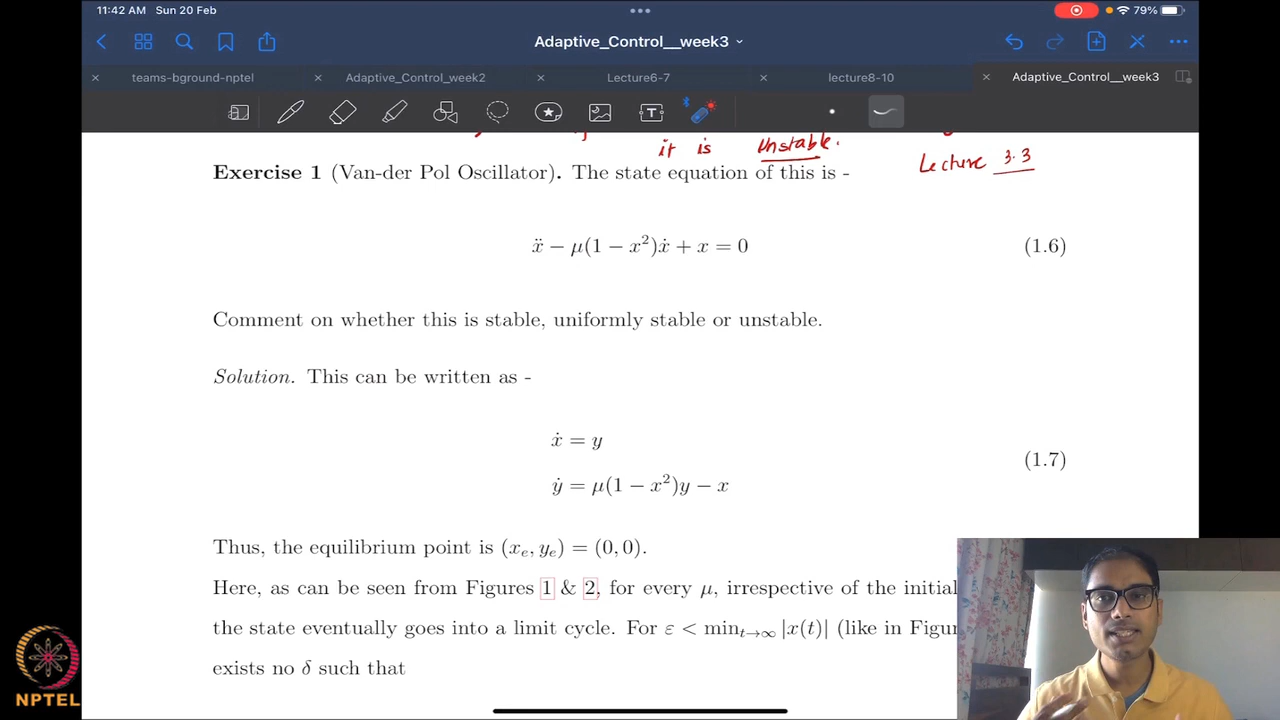 11:42 AM Sun 20 Feb
79%
Adaptive_Control__week3
teams-bground-nptel
Adaptive_Control_week2
Lecture6-7
lecture8-10
Adaptive_Control__week3
it is unstable.
Lecture 3.3
Exercise 1 (Van-der Pol Oscillator). The state equation of this is -
ẍ − μ(1 − x²)ẋ + x = 0 (1.6)
Comment on whether this is stable, uniformly stable or unstable.
Solution. This can be written as -
ẋ = y
ẏ = μ(1 − x²)y − x
(1.7)
Thus, the equilibrium point is (xₑ, yₑ) = (0, 0).
Here, as can be seen from Figures 1 & 2, for every μ, irrespective of the initial
the state eventually goes into a limit cycle. For ε < min_{t→∞} |x(t)| (like in Figur
exists no δ such that
NPTEL